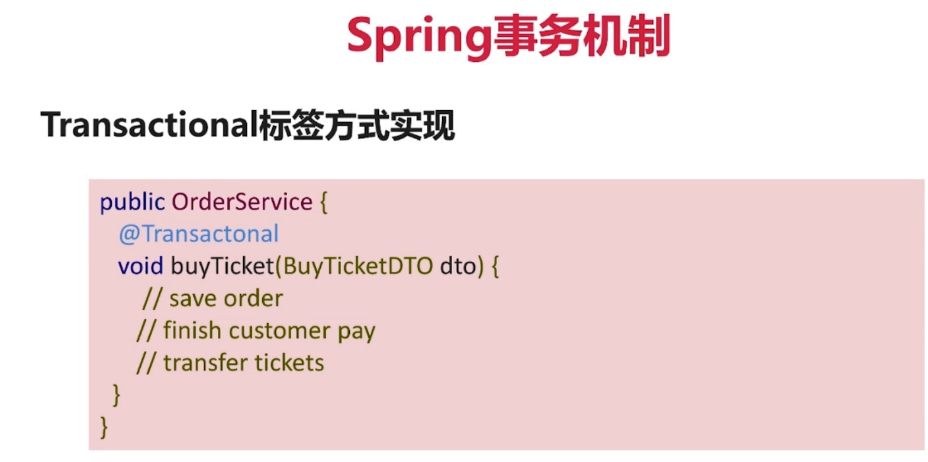 Spring事务机制
Transactional标签方式实现
public OrderService {
@Transactonal
void buyTicket(BuyTicketDTO dto) {
// save order
// finish customer pay
// transfer tickets
}
}